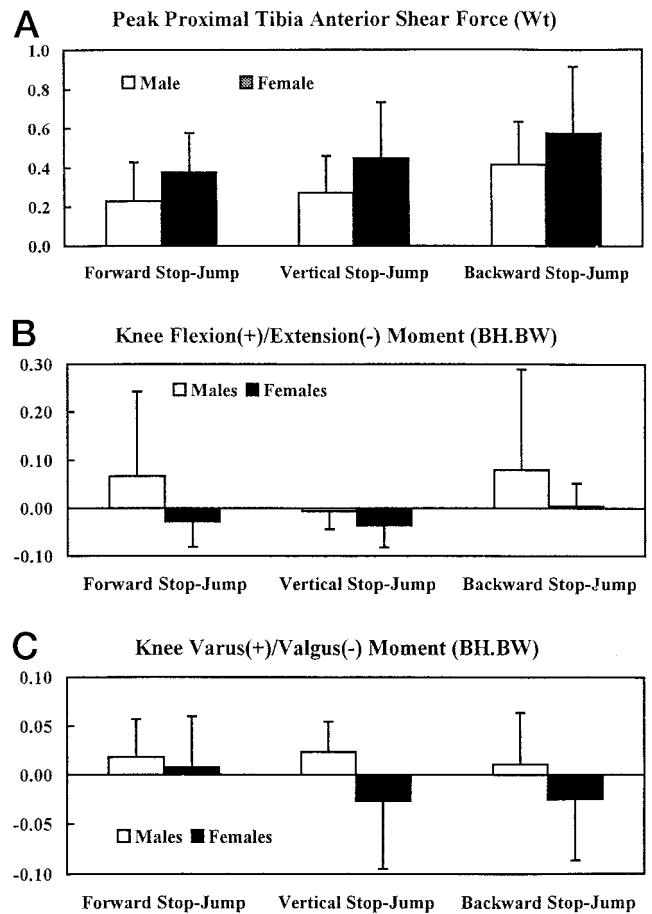 A
Peak Proximal Tibia Anterior Shear Force (Wt)
1.0
Male Female
0.8
0.6
0.4
0.2
0.0
Forward Stop-Jump Vertical Stop-Jump Backward Stop-Jump
B
Knee Flexion(+)/Extension(-) Moment (BH.BW)
0.30
Males Females
0.20
0.10
0.00
-0.10
Forward Stop-Jump Vertical Stop-Jump Backward Stop-Jump
C
Knee Varus(+)/Valgus(-) Moment (BH.BW)
0.10
0.05
0.00
-0.05
Males Females
-0.10
Forward Stop-Jump Vertical Stop-Jump Backward Stop-Jump